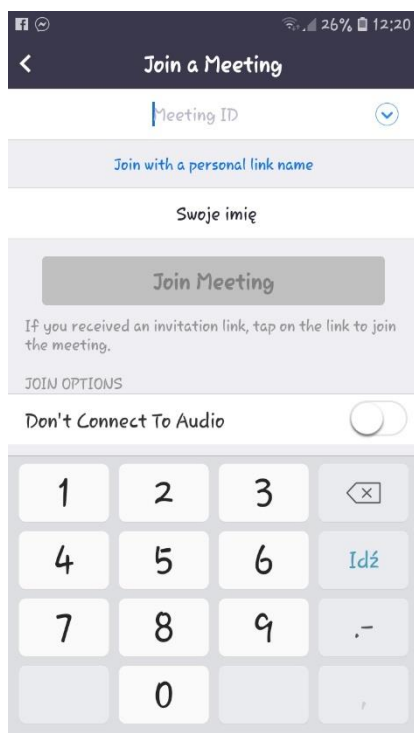 26% 12:20
Join a Meeting
Meeting ID
Join with a personal link name
Swoje imię
Join Meeting
If you received an invitation link, tap on the link to join
the meeting.
JOIN OPTIONS
Don't Connect To Audio
1 2 3
4 5 6 Idź
7 8 9 .-
0 ,